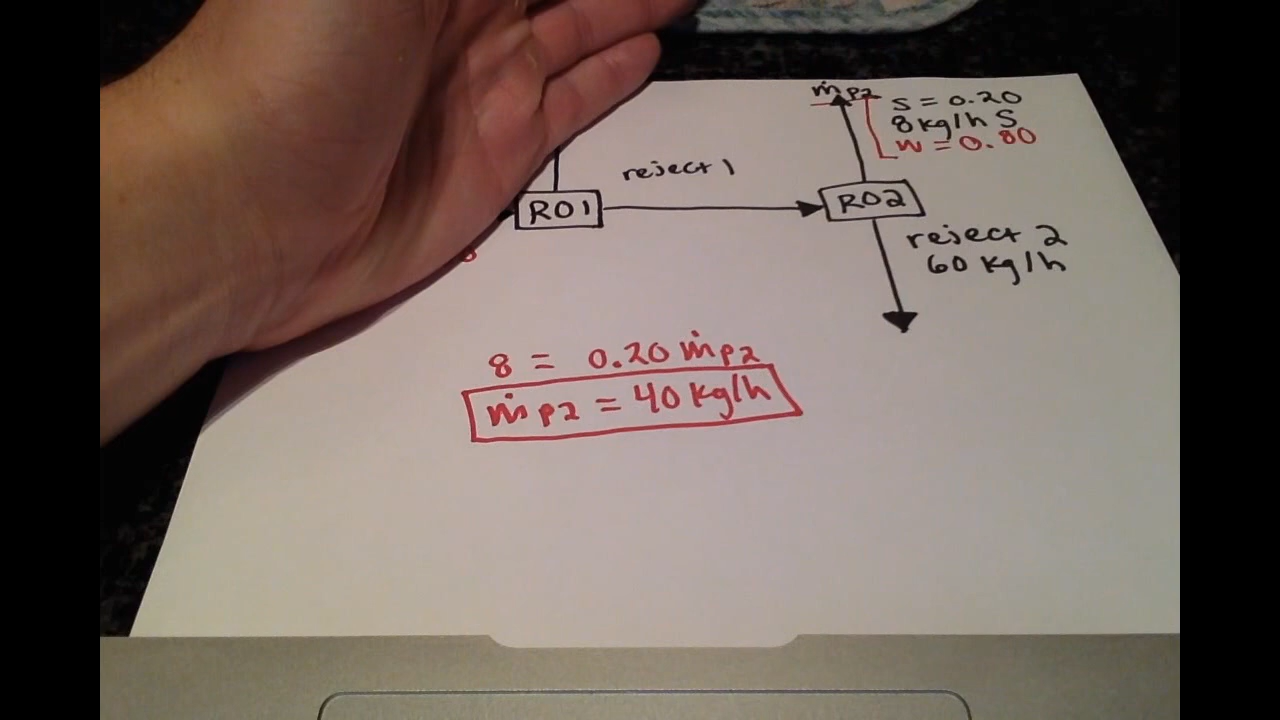 ṁp2
S = 0.20
8 kg/h S
W = 0.80
reject 1
RO1
RO2
reject 2
60 kg/h
8 = 0.20 ṁp2
ṁp2 = 40 kg/h